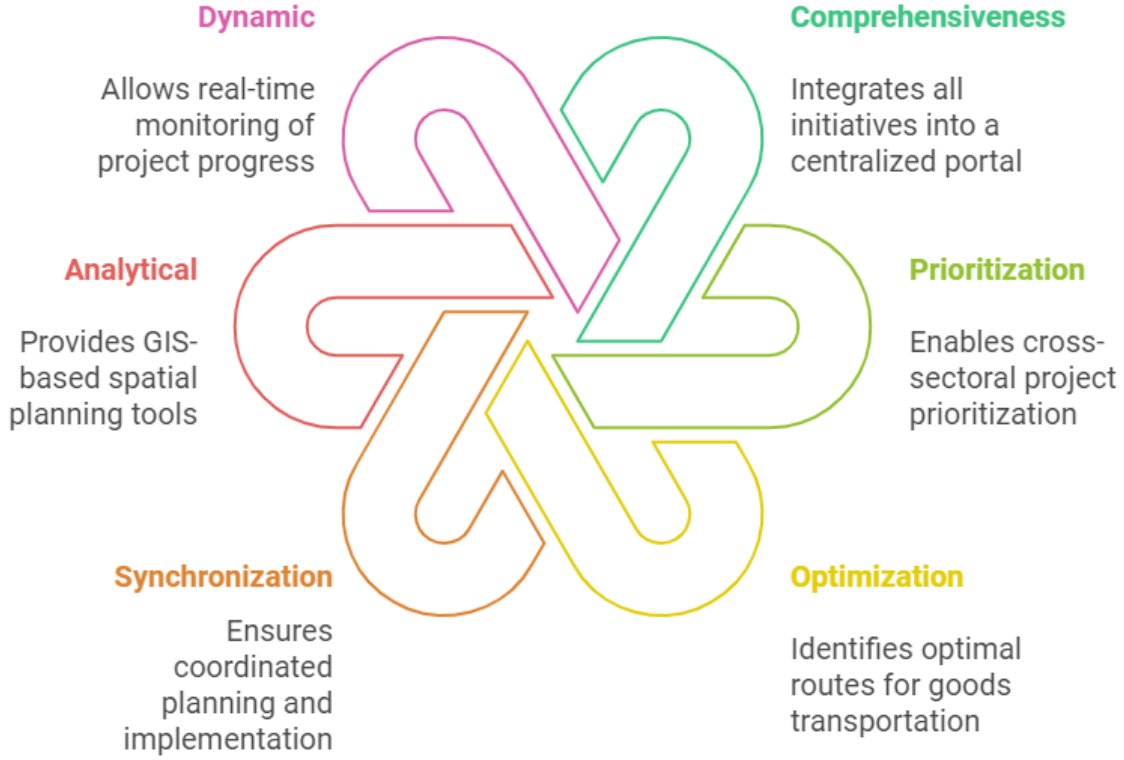 Dynamic
Allows real-time
monitoring of
project progress
Comprehensiveness
Integrates all
initiatives into a
centralized portal
Analytical
Provides GIS-
based spatial
planning tools
Prioritization
Enables cross-
sectoral project
prioritization
Synchronization
Ensures
coordinated
planning and
implementation
Optimization
Identifies optimal
routes for goods
transportation